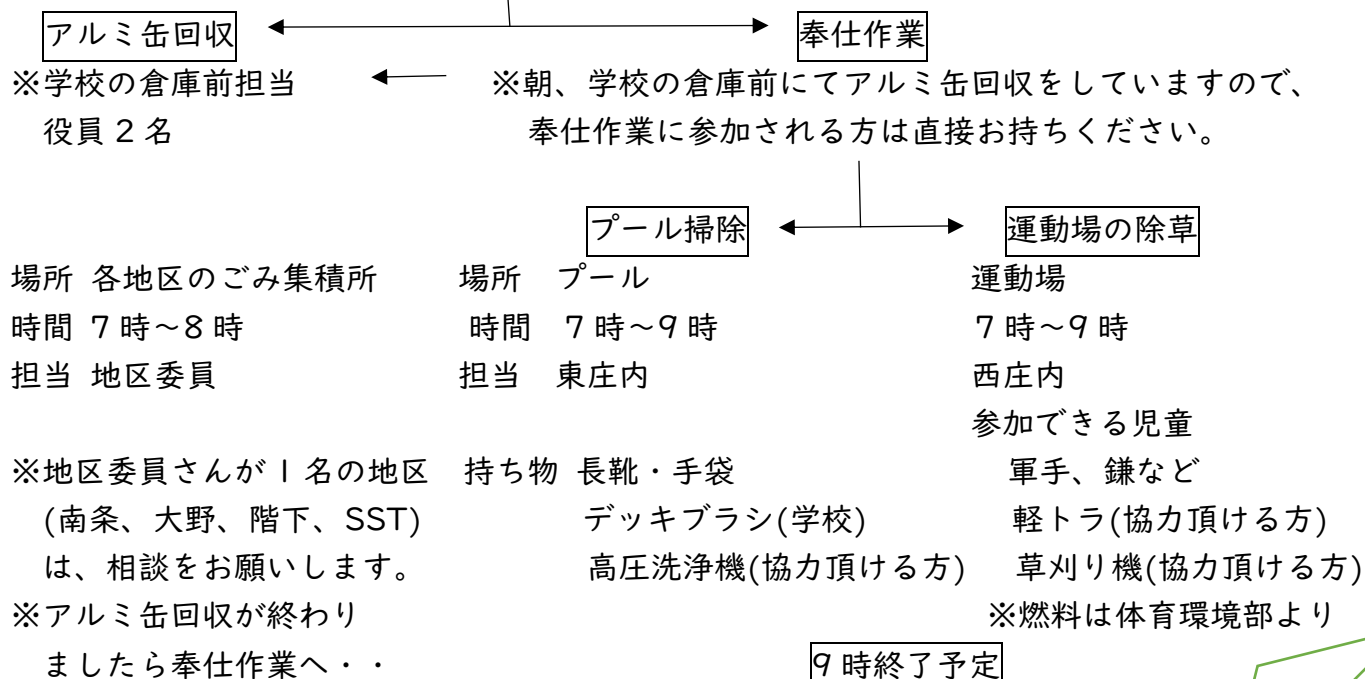 アルミ缶回収 奉仕作業
※学校の倉庫前担当 ※朝、学校の倉庫前にてアルミ缶回収をしていますので、
役員2名 奉仕作業に参加される方は直接お持ちください。
プール掃除 運動場の除草
場所 各地区のごみ集積所 場所 プール 運動場
時間 7時~8時 時間 7時~9時 7時~9時
担当 地区委員 担当 東庄内 西庄内
参加できる児童
※地区委員さんが1名の地区 持ち物 長靴・手袋 軍手、鎌など
(南条、大野、階下、SST) デッキブラシ(学校) 軽トラ(協力頂ける方)
は、相談をお願いします。 高圧洗浄機(協力頂ける方) 草刈り機(協力頂ける方)
※アルミ缶回収が終わり ※燃料は体育環境部より
ましたら奉仕作業へ・・ 9時終了予定